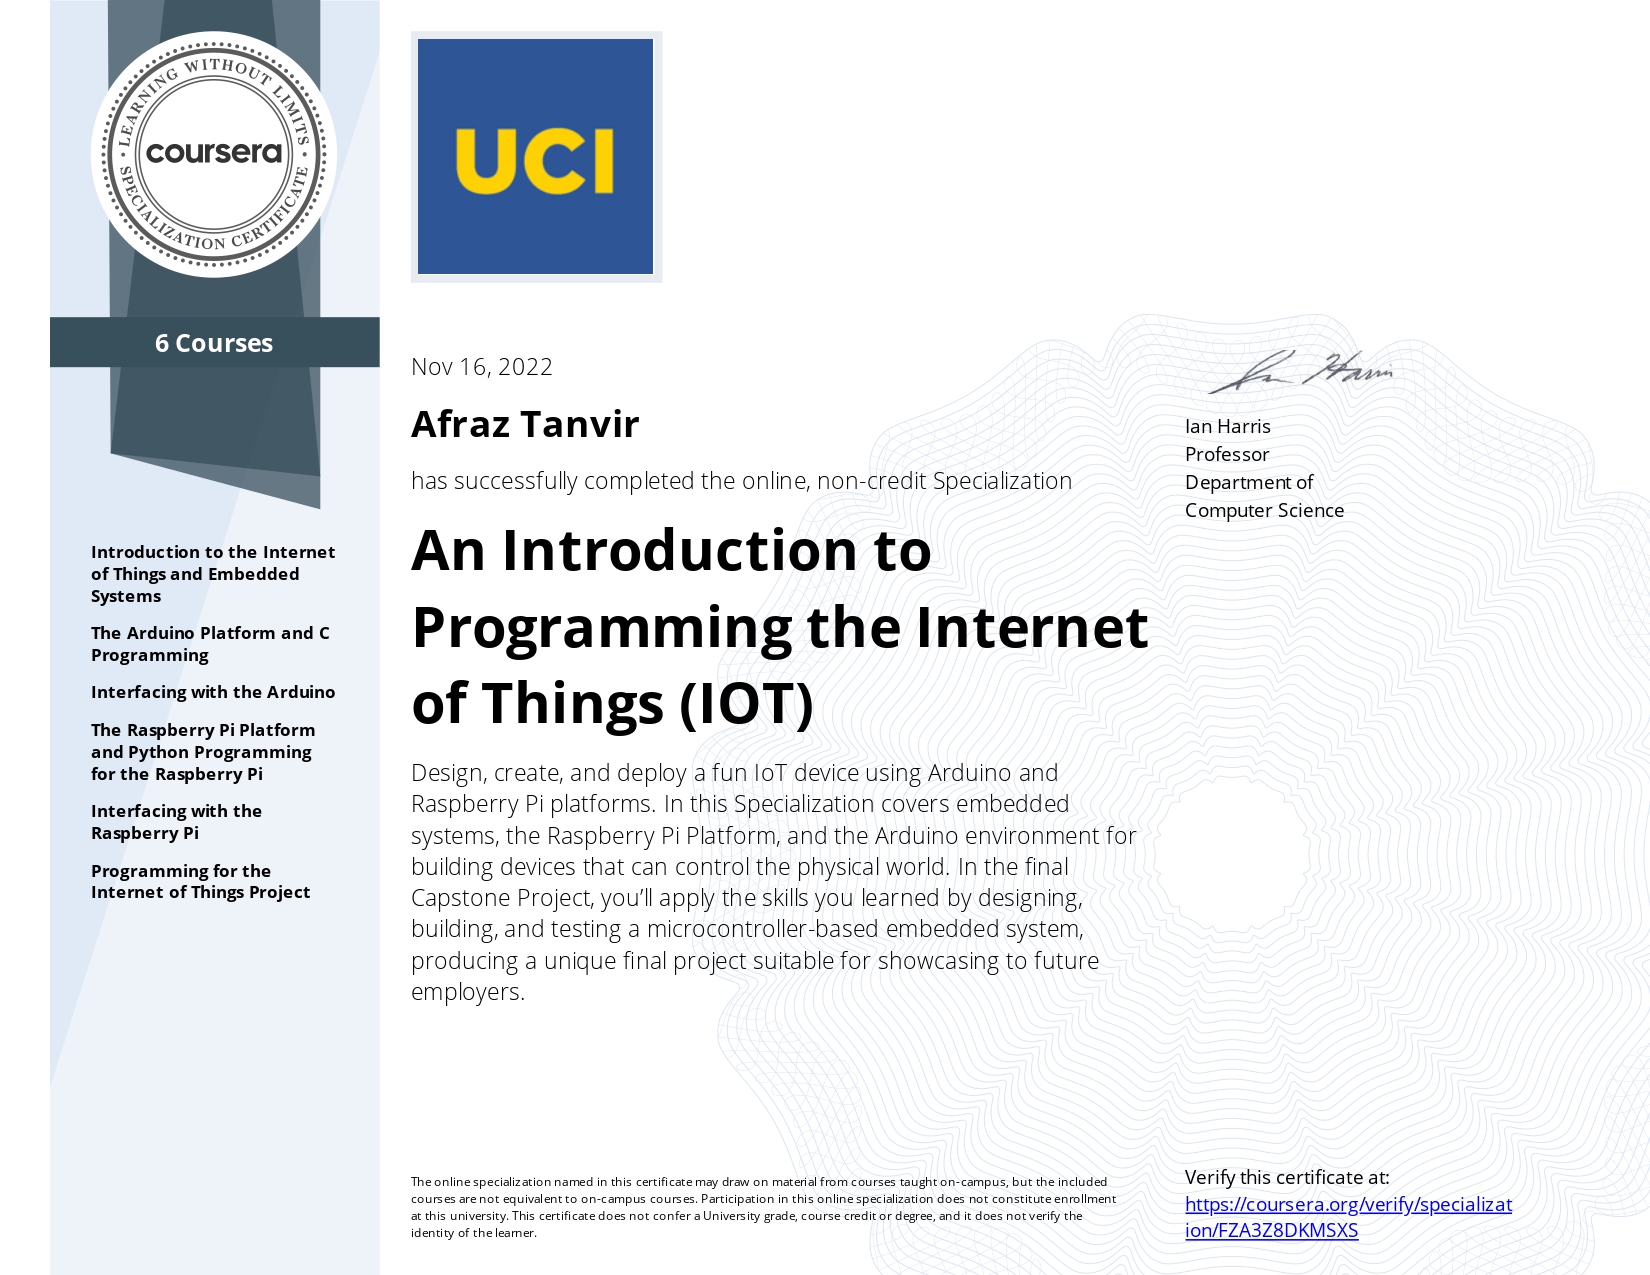 LEARNING WITHOUT LIMITS
coursera
SPECIALIZATION CERTIFICATE
6 Courses
Introduction to the Internet
of Things and Embedded
Systems
The Arduino Platform and C
Programming
Interfacing with the Arduino
The Raspberry Pi Platform
and Python Programming
for the Raspberry Pi
Interfacing with the
Raspberry Pi
Programming for the
Internet of Things Project
UCI
Nov 16, 2022
Afraz Tanvir
has successfully completed the online, non-credit Specialization
An Introduction to
Programming the Internet
of Things (IOT)
Design, create, and deploy a fun IoT device using Arduino and
Raspberry Pi platforms. In this Specialization covers embedded
systems, the Raspberry Pi Platform, and the Arduino environment for
building devices that can control the physical world. In the final
Capstone Project, you’ll apply the skills you learned by designing,
building, and testing a microcontroller-based embedded system,
producing a unique final project suitable for showcasing to future
employers.
Ian Harris
Ian Harris
Professor
Department of
Computer Science
The online specialization named in this certificate may draw on material from courses taught on-campus, but the included
courses are not equivalent to on-campus courses. Participation in this online specialization does not constitute enrollment
at this university. This certificate does not confer a University grade, course credit or degree, and it does not verify the
identity of the learner.
Verify this certificate at:
https://coursera.org/verify/specializat
ion/FZA3Z8DKMSXS